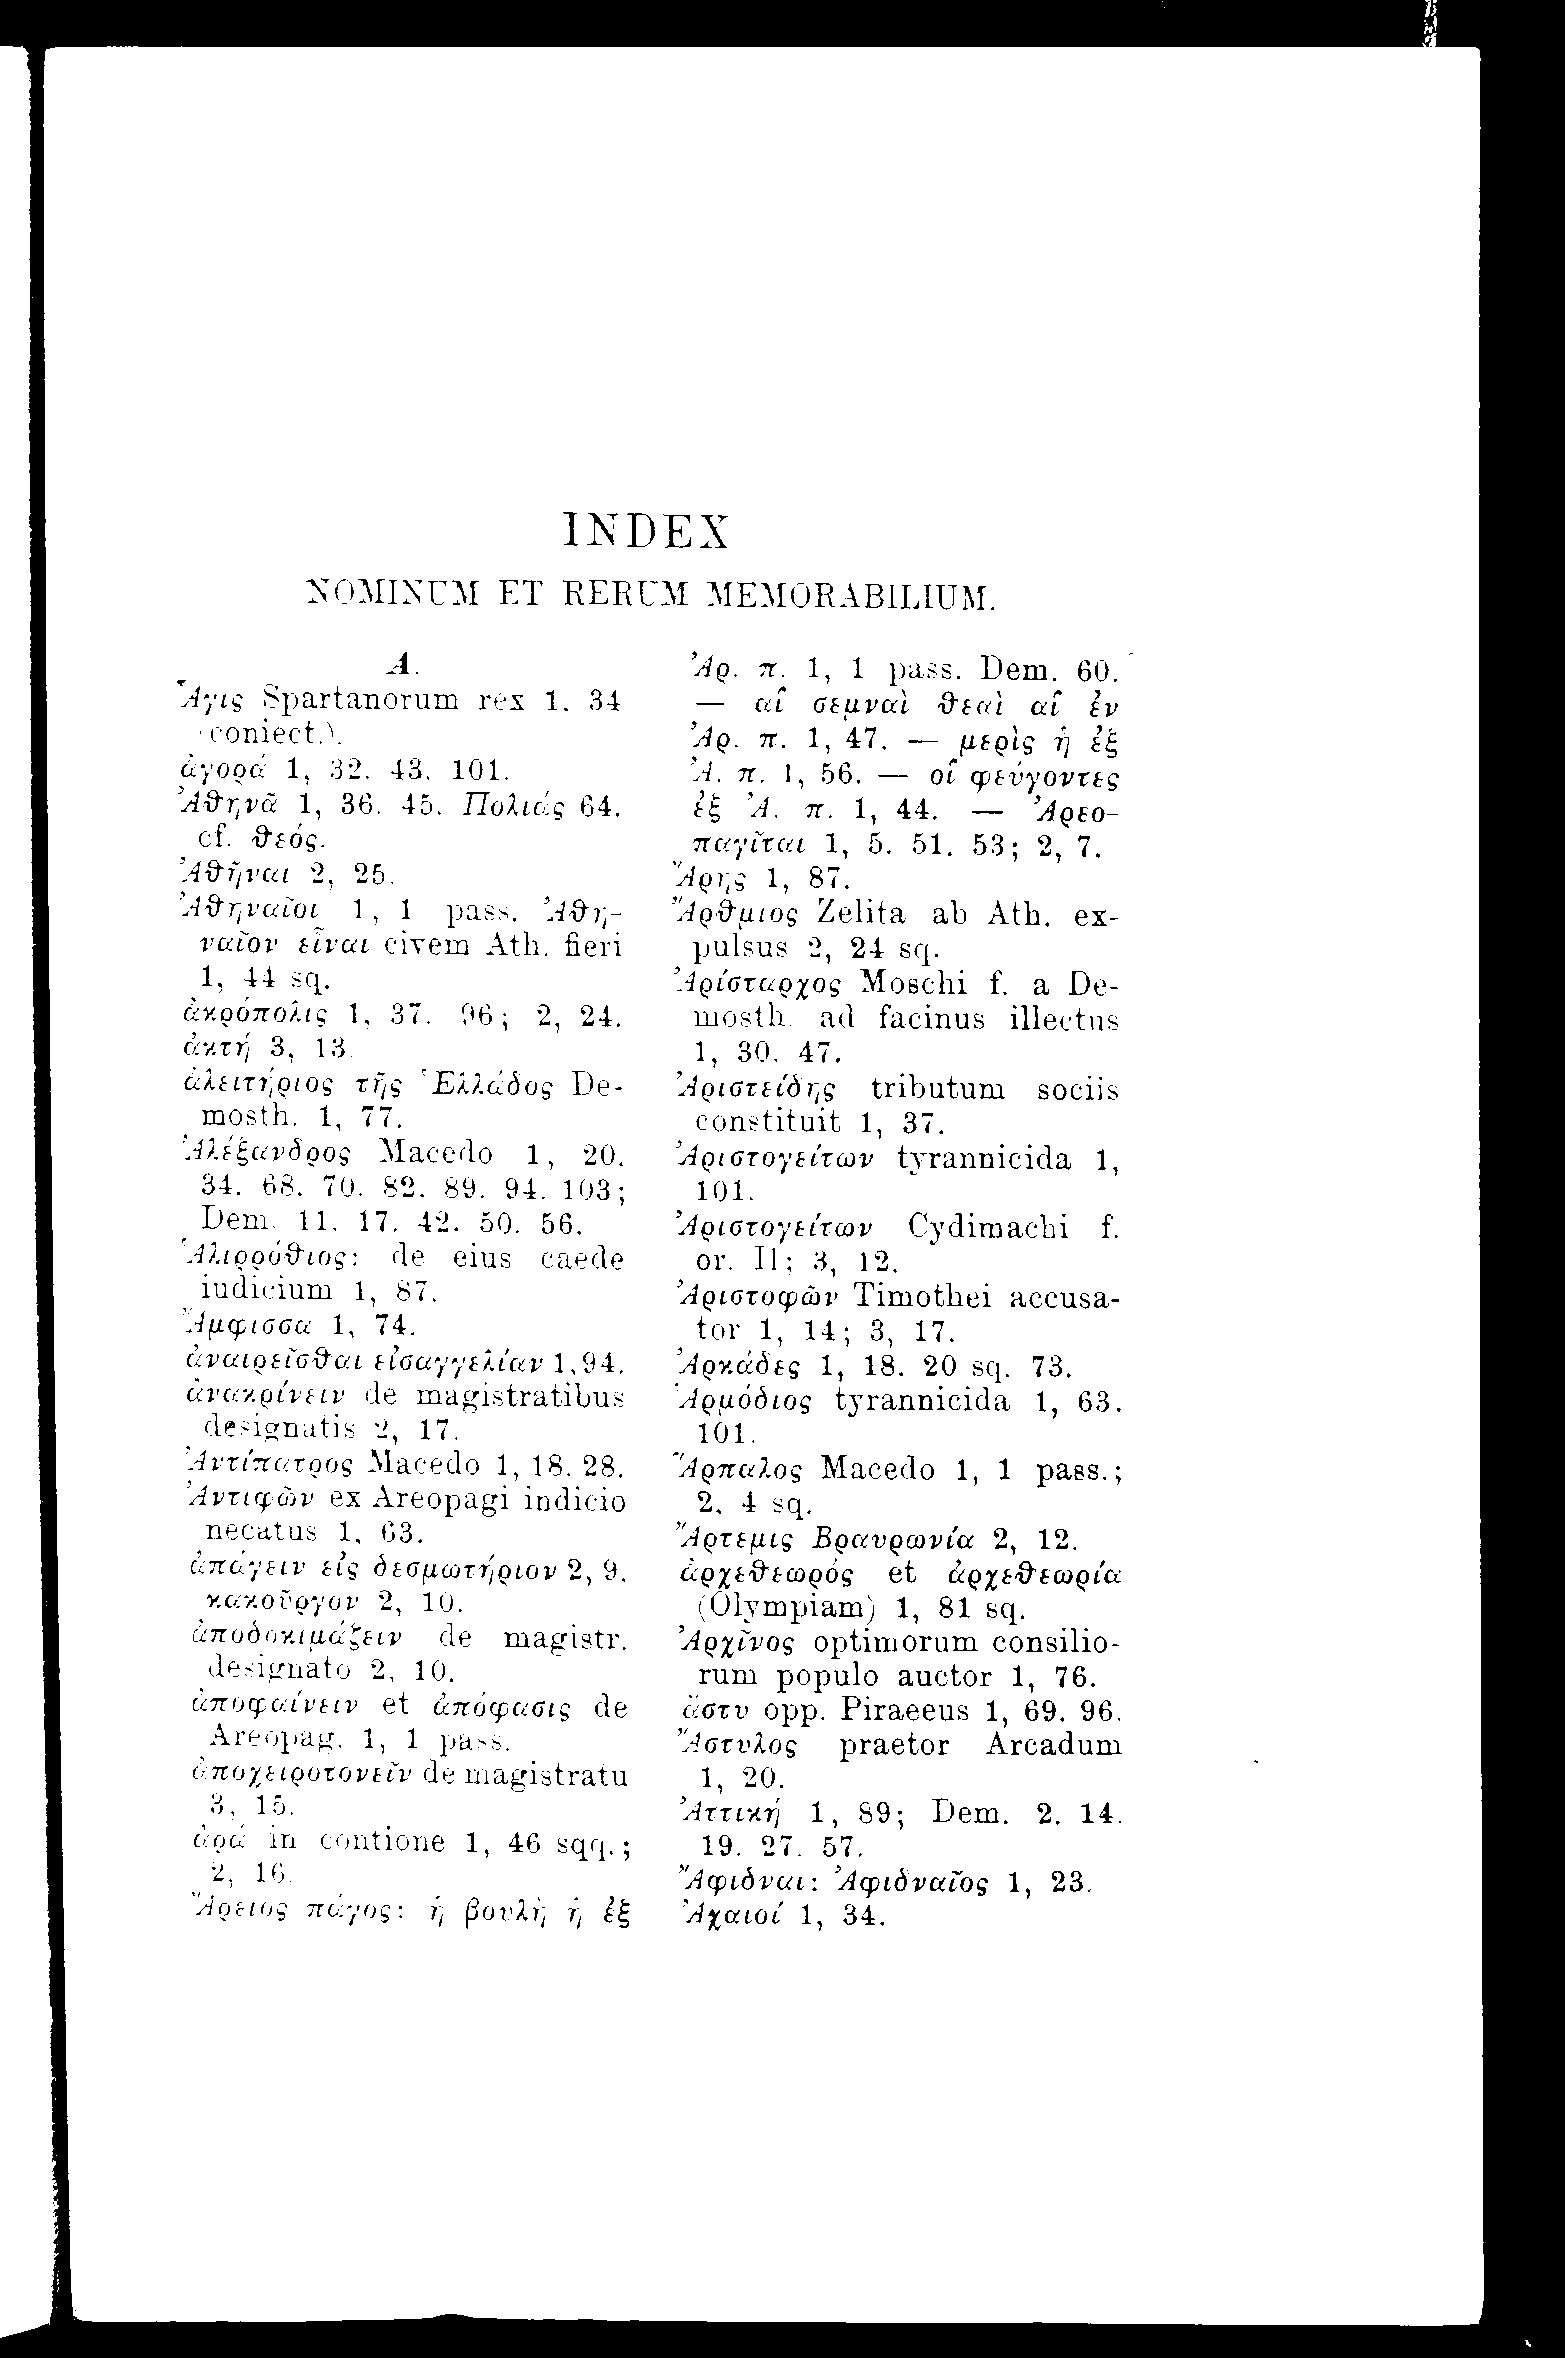 INDEX
NOMINUM ET RERUM MEMORABILIUM.
A.
Ἆγις Spartanorum rex 1. 34
coniect.).
ἀγορά 1, 32. 43. 101.
Ἀθηνᾶ 1, 36. 45. Πολιάς 64.
cf. θεός.
Ἀθῆναι 2, 25.
Ἀθηναῖοι 1, 1 pass. Ἀθη-
ναῖον εἶναι civem Ath. fieri
1, 44 sq.
ἀκρόπολις 1, 37. 96; 2, 24.
ἀκτή 3, 13.
ἀλειτήριος τῆς Ἑλλάδος De-
mosth. 1, 77.
Ἀλέξανδρος Macedo 1, 20.
34. 68. 70. 82. 89. 94. 103;
Dem. 11. 17. 42. 50. 56.
Ἁλιρρόθιος: de eius caede
iudicium 1, 87.
Ἄμφισσα 1, 74.
ἀναιρεῖσθαι εἰσαγγελίαν 1, 94.
ἀνακρίνειν de magistratibus
designatis 2, 17.
Ἀντίπατρος Macedo 1, 18. 28.
Ἀντιφῶν ex Areopagi indicio
necatus 1, 63.
ἀπάγειν εἰς δεσμωτήριον 2, 9.
κακοῦργον 2, 10.
ἀποδοκιμάζειν de magistr.
designato 2, 10.
ἀποφαίνειν et ἀπόφασις de
Areopag. 1, 1 pass.
ἀποχειροτονεῖν de magistratu
3, 15.
ἀρά in contione 1, 46 sqq.;
2, 16.
Ἄρειος πάγος: ἡ βουλὴ ἡ ἐξ
Ἀρ. π. 1, 1 pass. Dem. 60.
— αἱ σεμναὶ θεαὶ αἱ ἐν
Ἀρ. π. 1, 47. — μερὶς ἡ ἐξ
Ἀ. π. 1, 56. — οἱ φεύγοντες
ἐξ Ἀ. π. 1, 44. — Ἀρεο-
παγῖται 1, 5. 51. 53; 2, 7.
Ἄρης 1, 87.
Ἄρθμιος Zelita ab Ath. ex-
pulsus 2, 24 sq.
Ἀρίσταρχος Moschi f. a De-
mosth. ad facinus illectus
1, 30. 47.
Ἀριστείδης tributum sociis
constituit 1, 37.
Ἀριστογείτων tyrannicida 1,
101.
Ἀριστογείτων Cydimachi f.
or. II; 3, 12.
Ἀριστοφῶν Timothei accusa-
tor 1, 14; 3, 17.
Ἀρκάδες 1, 18. 20 sq. 73.
Ἁρμόδιος tyrannicida 1, 63.
101.
Ἅρπαλος Macedo 1, 1 pass.;
2, 4 sq.
Ἄρτεμις Βραυρωνία 2, 12.
ἀρχεθεωρός et ἀρχεθεωρία
(Olympiam) 1, 81 sq.
Ἀρχῖνος optimorum consilio-
rum populo auctor 1, 76.
ἄστυ opp. Piraeeus 1, 69. 96.
Ἄστυλος praetor Arcadum
1, 20.
Ἀττική 1, 89; Dem. 2. 14.
19. 27. 57.
Ἄφιδναι: Ἀφιδναῖος 1, 23.
Ἀχαιοί 1, 34.